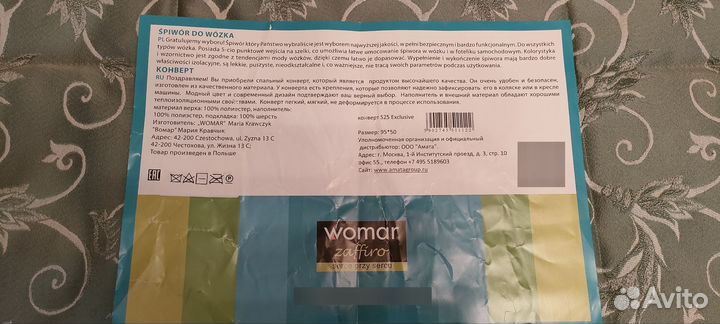 ŚPIWÓR DO WÓZKA
PL Gratulujemy wyboru! Śpiwór który Państwo wybraliście jest wyborem najwyższej jakości, w pełni bezpiecznym i bardzo funkcjonalnym. Do wszystkich
typów wózka. Posiada 5-cio punktowe wejścia na szelki, co umożliwia łatwe umocowanie śpiwora w wózku i w foteliku samochodowym. Kolorystyka
i wzornictwo jest zgodne z tendencjami mody wózków, dzięki czemu łatwo je dopasować. Wypełnienie i wykończenie śpiwora mają bardzo dobre
właściwości izolacyjne, są lekkie, puszyste, nieodkształcalne i, co ważniejsze, nie tracą swoich parametrów podczas użytkowania.
КОНВЕРТ
RU Поздравляем! Вы приобрели спальный конверт, который является продуктом высочайшего качества. Он очень удобен и безопасен,
изготовлен из качественных материалов. У конверта есть крепления, которые позволяют надежно зафиксировать его в коляске или в кресле
машины. Модный цвет и современный дизайн подтверждают ваш верный выбор. Наполнитель и внешний материал обладают хорошими
теплоизоляционными свойствами. Конверт легкий, мягкий, не деформируется в процессе использования.
материал верха: 100% полиэстер, наполнитель:
100% полиэстер, подкладка: 100% шерсть
Изготовитель: „WOMAR" Maria Krawczyk
"Вомар" Мария Кравчик
Адрес: 42-200 Czestochowa, ul, Zyzna 13 C
42-200 Честохова, ул. Жизна 13 С;
Товар произведен в Польше
конверт S25 Exclusive
Размер: 95*50
Уполномоченная организация и официальный
дистрибьютор: ООО "Амата"
Адрес: г. Москва, 1-й Институтский проезд, д. 3, стр. 10
офис 55., телефон +7 495 5189603
Сайт: www.amatagroup.ru
EAC
womar
zaffiro
przy sercu
Avito